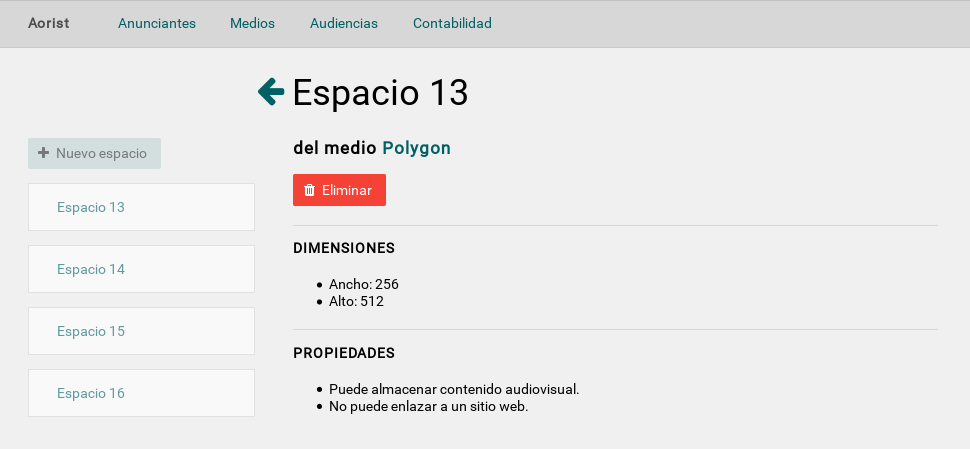 Aorist Anunciantes Medios Audiencias Contabilidad
Espacio 13
Nuevo espacio
Espacio 13
Espacio 14
Espacio 15
Espacio 16
del medio Polygon
Eliminar
DIMENSIONES
Ancho: 256
Alto: 512
PROPIEDADES
Puede almacenar contenido audiovisual.
No puede enlazar a un sitio web.